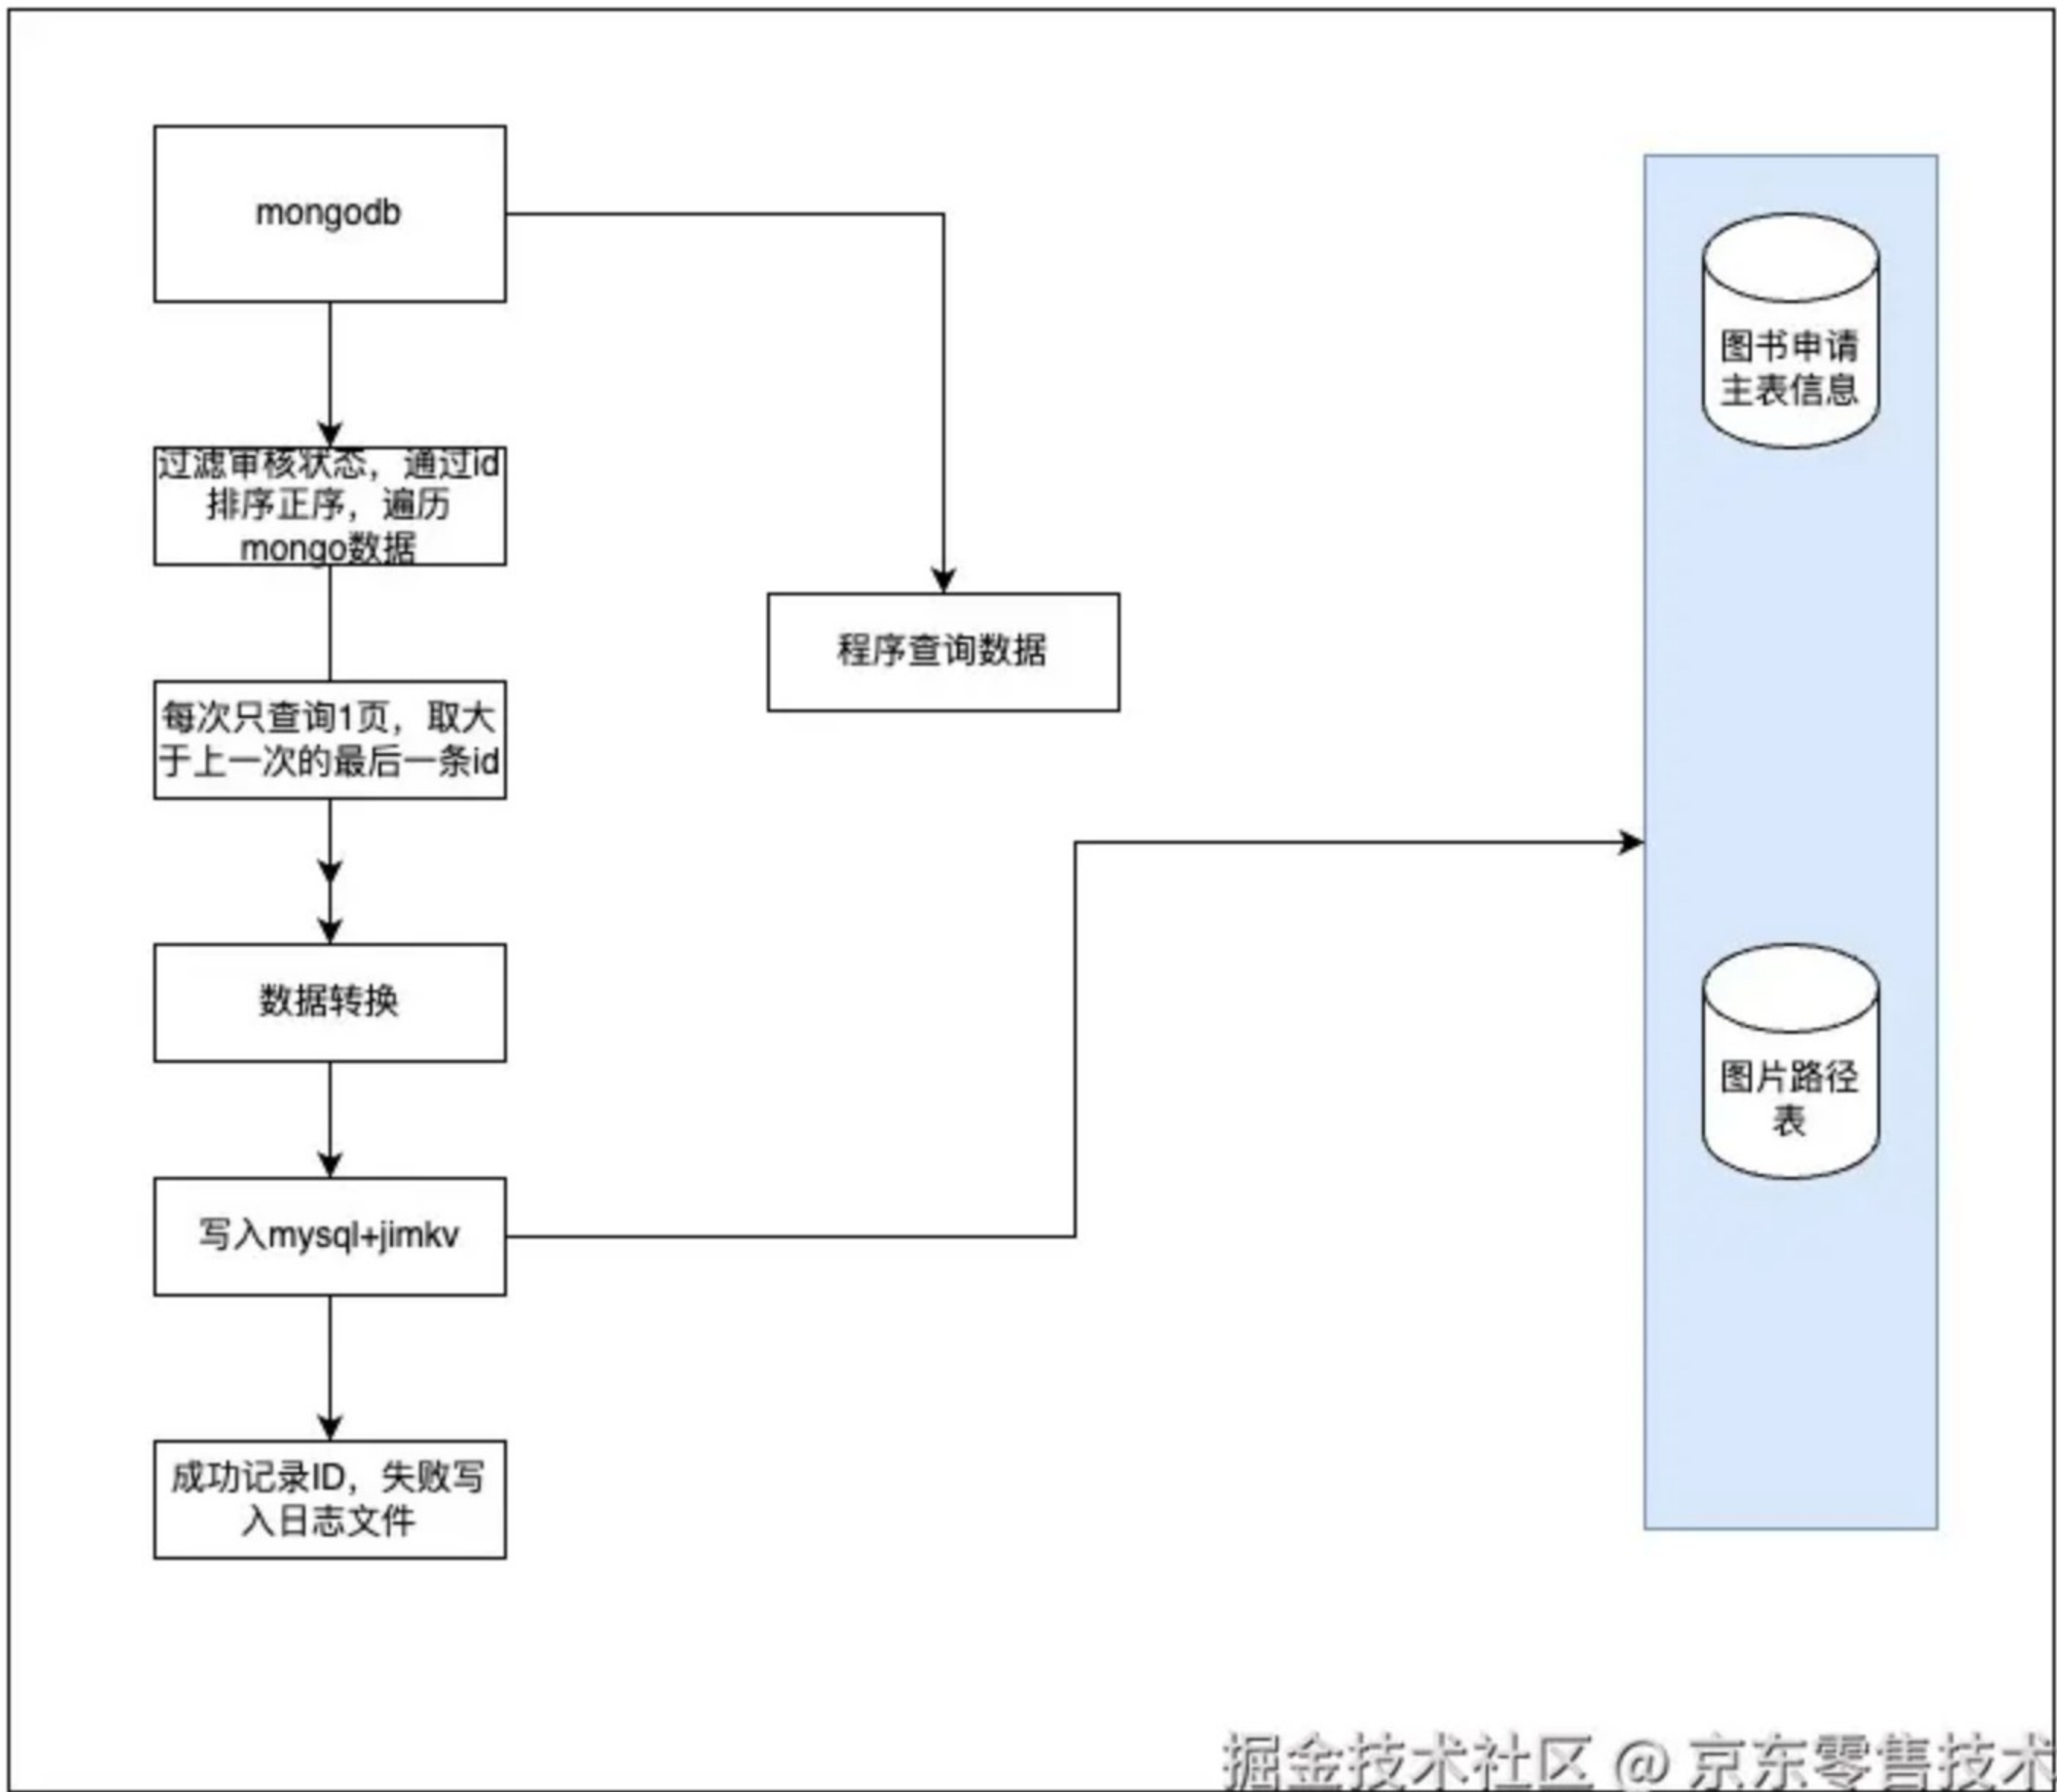 mongodb
过滤审核状态，通过id
排序正序，遍历
mongo数据
程序查询数据
每次只查询1页，取大
于上一次的最后一条id
数据转换
写入mysql+jimkv
成功记录ID，失败写
入日志文件
图书申请
主表信息
图片路径
表
掘金技术社区 @ 京东零售技术